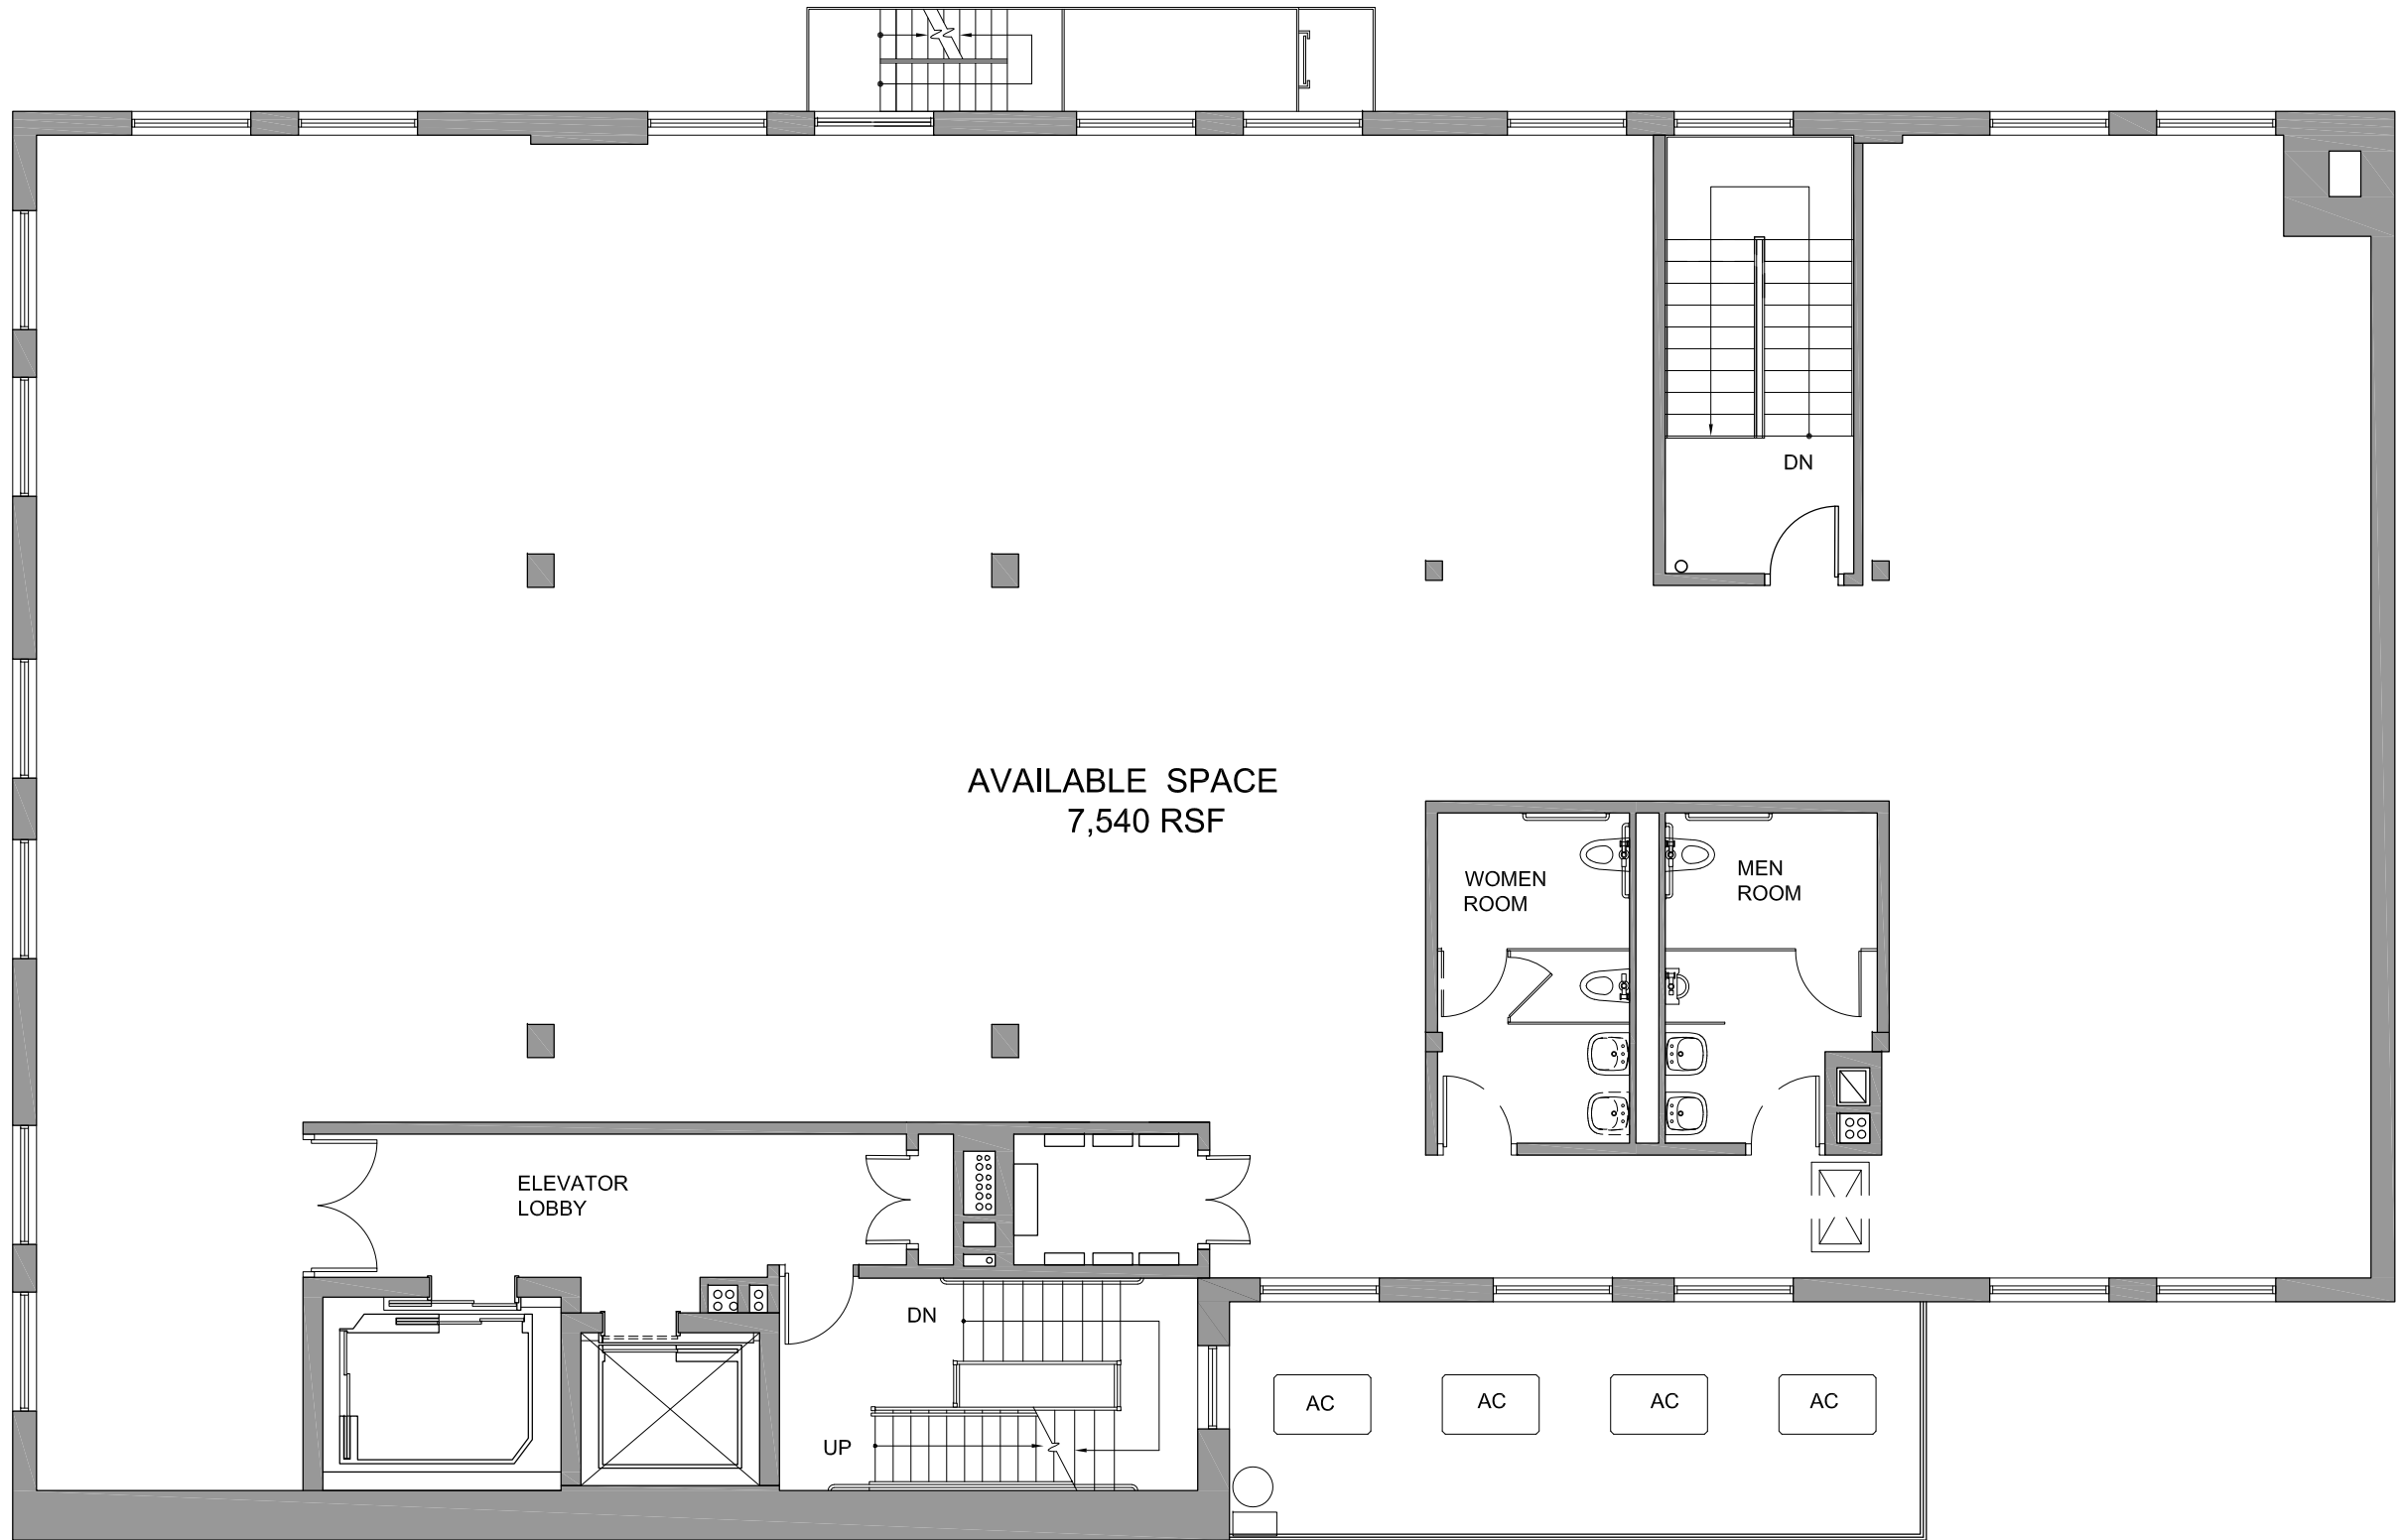 DN
AVAILABLE SPACE
7,540 RSF
WOMEN
ROOM
MEN
ROOM
ELEVATOR
LOBBY
DN
UP
AC
AC
AC
AC